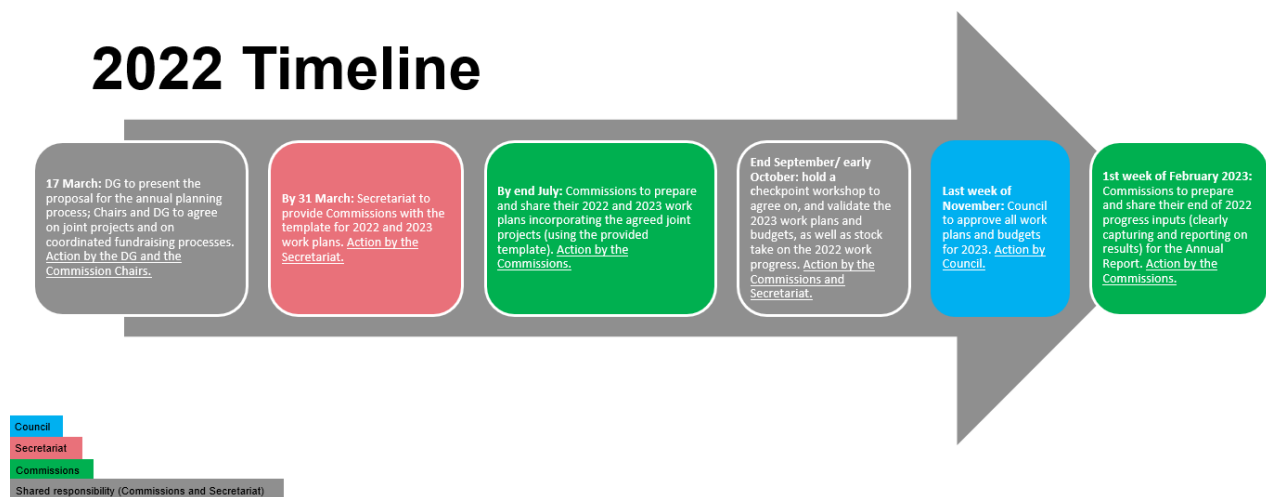 2022 Timeline
17 March: DG to present the
proposal for the annual planning
process; Chairs and DG to agree
on joint projects and on
coordinated fundraising processes.
Action by the DG and the
Commission Chairs.
By 31 March: Secretariat to
provide Commissions with the
template for 2022 and 2023
work plans. Action by the
Secretariat.
By end July: Commissions to prepare
and share their 2022 and 2023 work
plans incorporating the agreed joint
projects (using the provided
template). Action by the
Commissions.
End September/ early
October: hold a
checkpoint workshop to
agree on, and validate the
2023 work plans and
budgets, as well as stock
take on the 2022 work
progress. Action by the
Commissions and
Secretariat.
Last week of
November: Council
to approve all work
plans and budgets
for 2023. Action by
Council.
1st week of February 2023:
Commissions to prepare
and share their end of 2022
progress inputs (clearly
capturing and reporting on
results) for the Annual
Report. Action by the
Commissions.
Council
Secretariat
Commissions
Shared responsibility (Commissions and Secretariat)